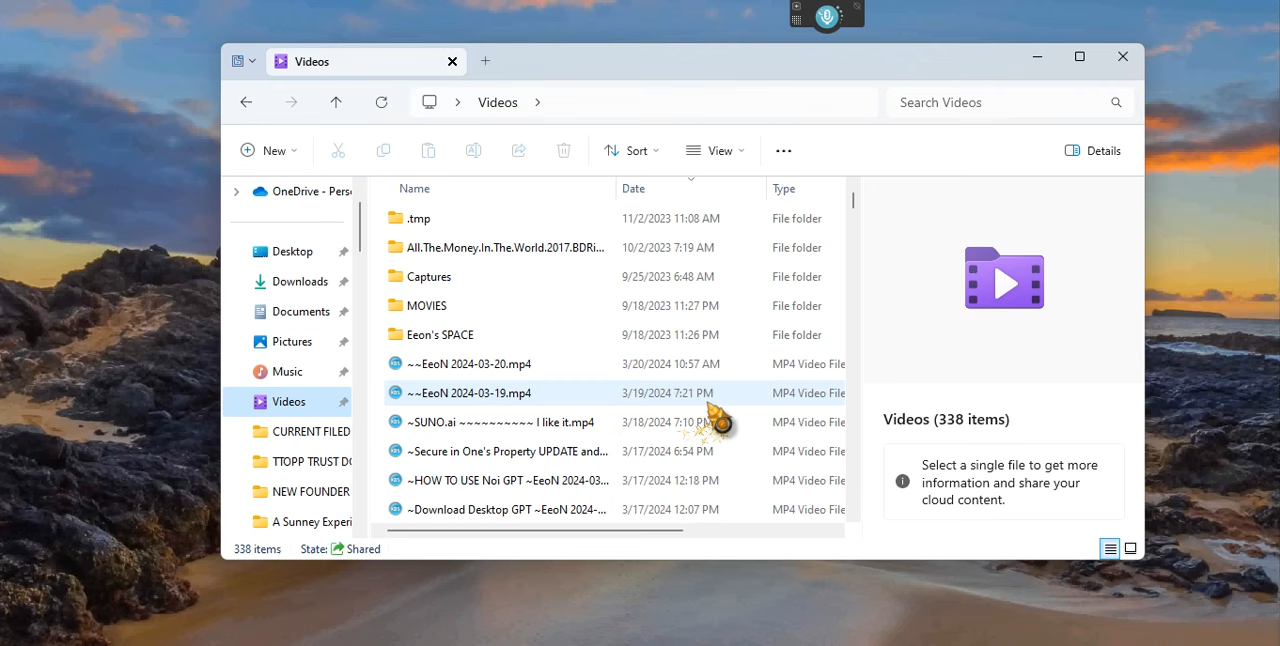 Videos
Videos
Search Videos
New
Sort
View
Details
OneDrive - Pers
Desktop
Downloads
Documents
Pictures
Music
Videos
CURRENT FILED
TTOPP TRUST DO
NEW FOUNDER
A Sunney Experi
Name Date Type
.tmp 11/2/2023 11:08 AM File folder
All.The.Money.In.The.World.2017.BDRi... 10/2/2023 7:19 AM File folder
Captures 9/25/2023 6:48 AM File folder
MOVIES 9/18/2023 11:27 PM File folder
Eeon's SPACE 9/18/2023 11:26 PM File folder
~~EeoN 2024-03-20.mp4 3/20/2024 10:57 AM MP4 Video File
~~EeoN 2024-03-19.mp4 3/19/2024 7:21 PM MP4 Video File
~SUNO.ai ~~~~~~~~~~ I like it.mp4 3/18/2024 7:10 PM MP4 Video File
~Secure in One's Property UPDATE and... 3/17/2024 6:54 PM MP4 Video File
~HOW TO USE Noi GPT ~EeoN 2024-03... 3/17/2024 12:18 PM MP4 Video File
~Download Desktop GPT ~EeoN 2024-... 3/17/2024 12:07 PM MP4 Video File
Videos (338 items)
Select a single file to get more
information and share your
cloud content.
338 items State: Shared